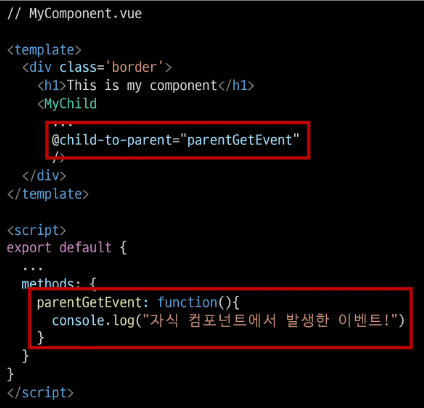 // MyComponent.vue
<template>
<div class='border'>
<h1>This is my component</h1>
<MyChild
...
@child-to-parent="parentGetEvent"
/>
</div>
</template>
<script>
export default {
...
methods: {
parentGetEvent: function(){
console.log("자식 컴포넌트에서 발생한 이벤트!")
}
}
}
</script>